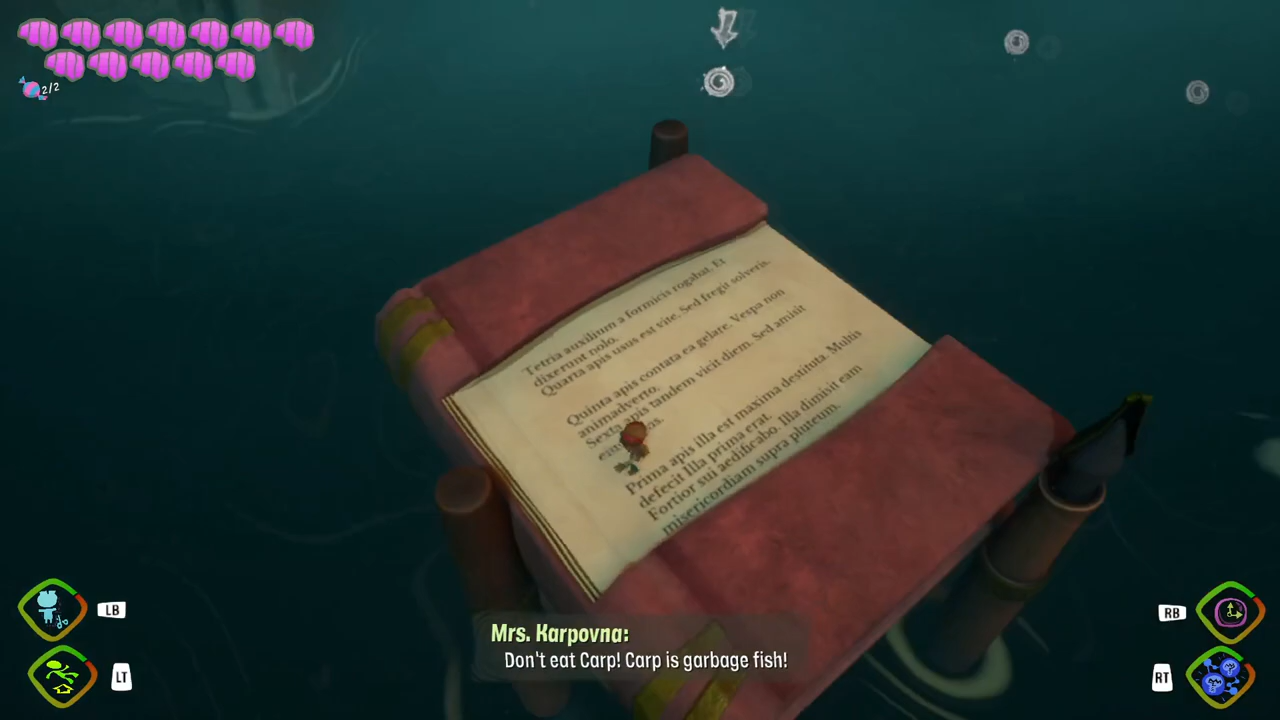 2/2
Tetria auxilium a formicis rogabat. Et
dixerunt nolo.
Quarta apis usus est vite. Sed fregit solveris.
Quinta apis contata ea gelare. Vespa non
animadverto.
Sexta apis tandem vicit diem. Sed amisit
Prima apis illa est maxima destituta. Multis
defecit Illa prima erat.
Fortior sui aedificabo. Illa dimisit eam
misericordiam supra pluteum.
LB
LT
RB
RT
Mrs. Karpovna:
Don't eat Carp! Carp is garbage fish!